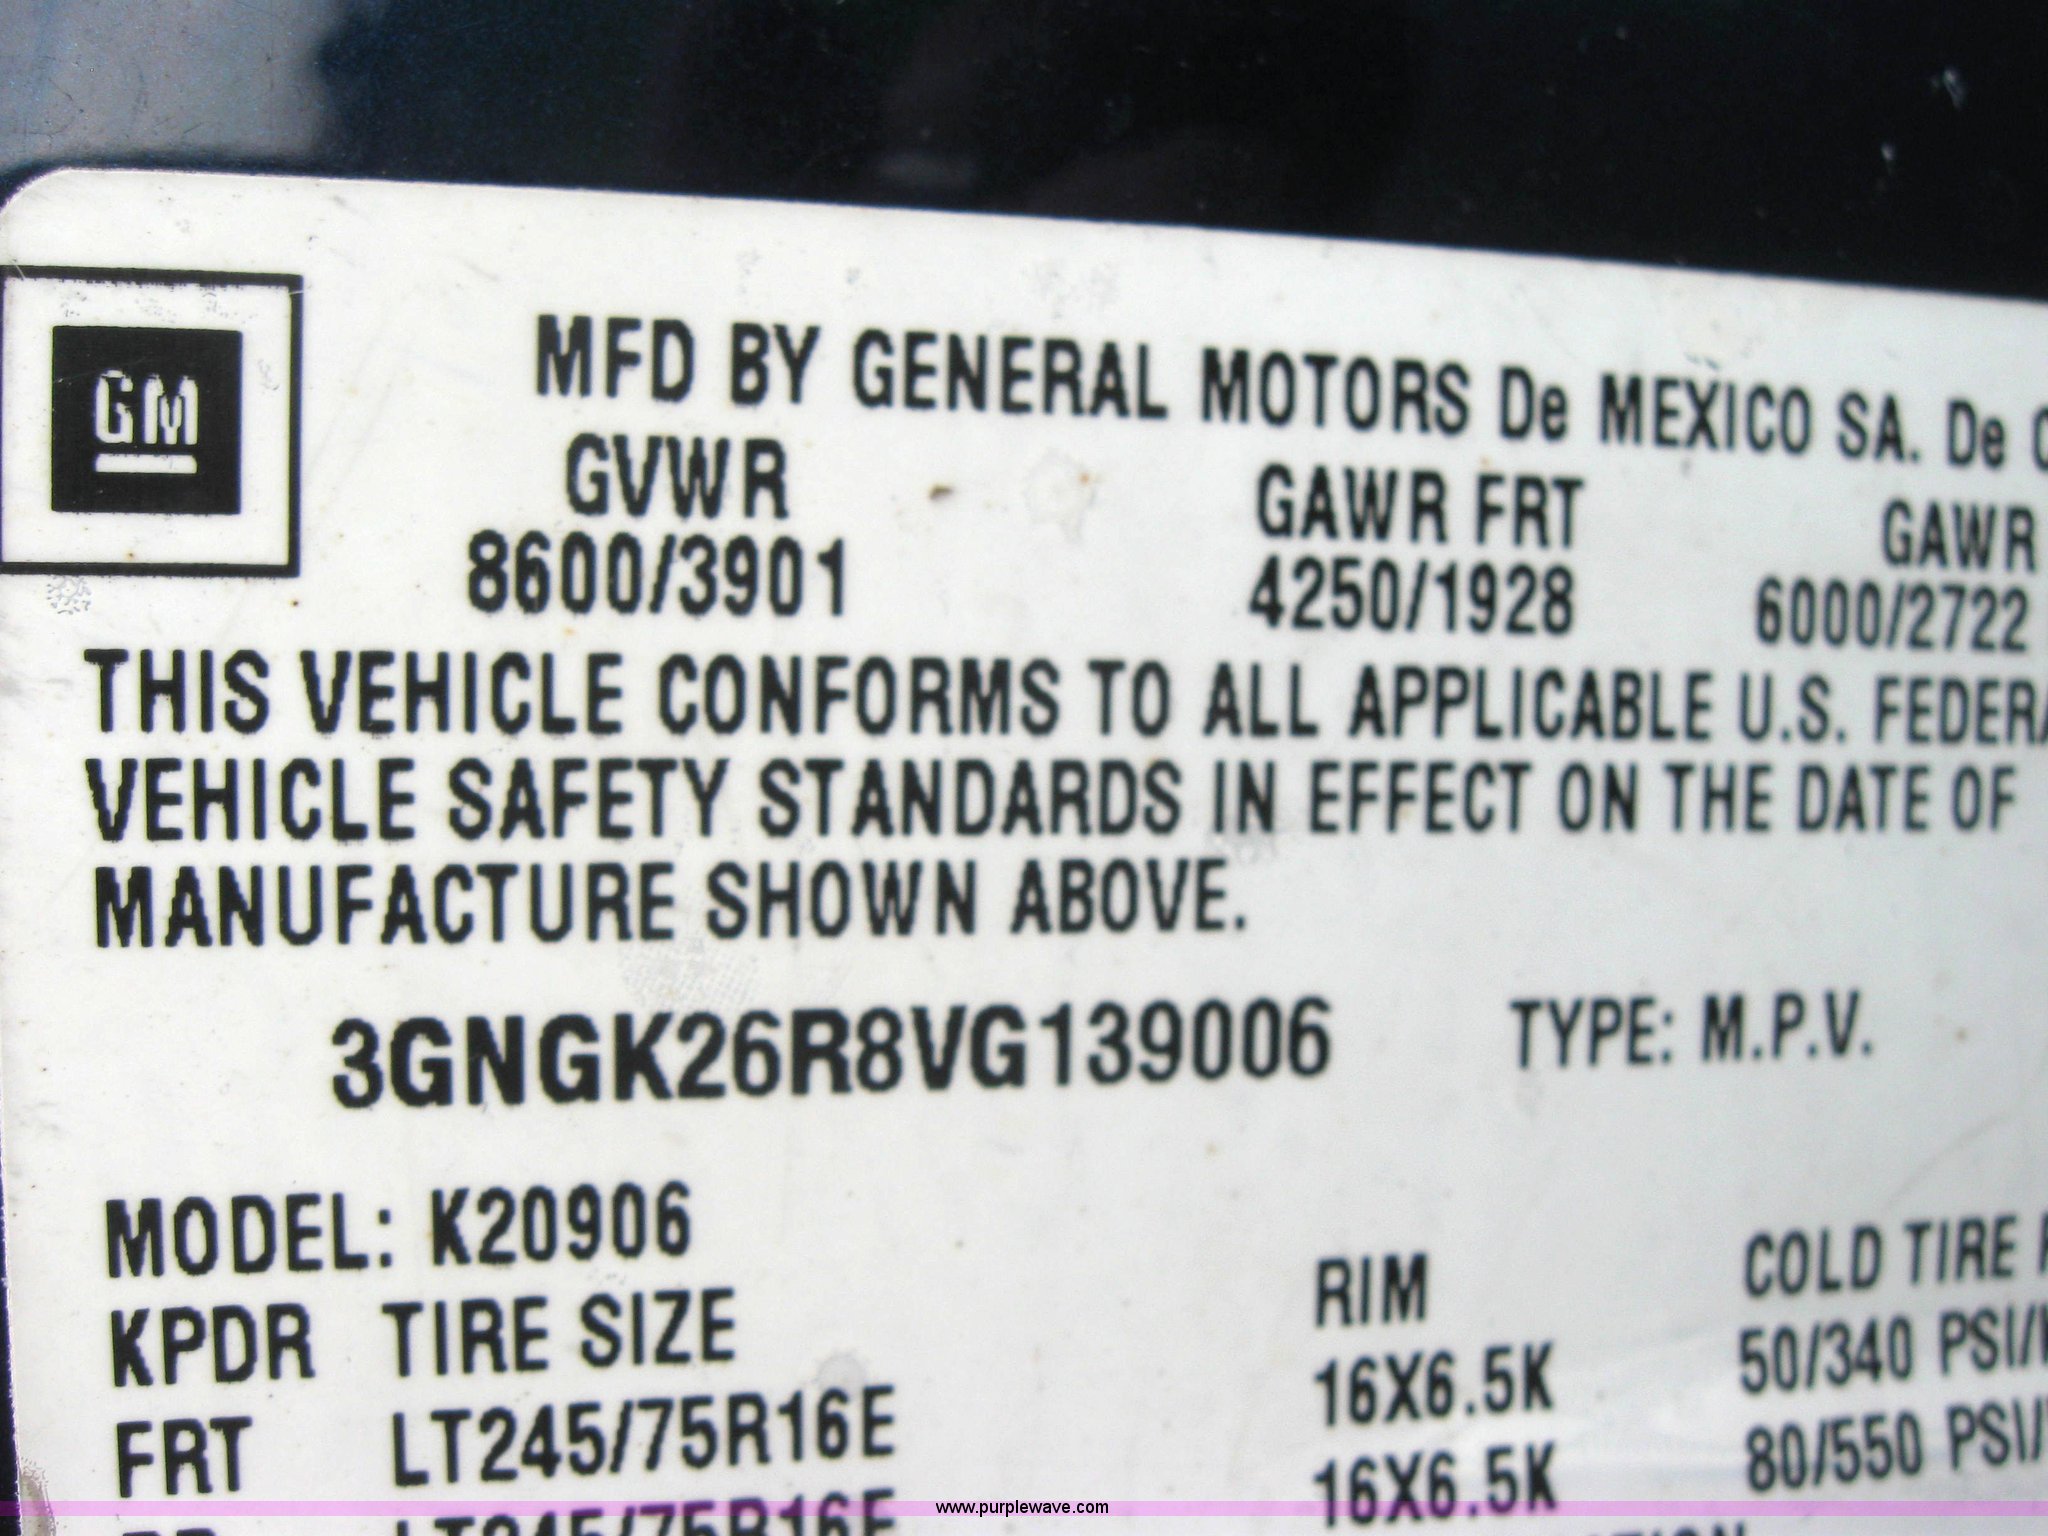 GM
MFD BY GENERAL MOTORS De MEXICO SA. De
GVWR GAWR FRT GAWR
8600/3901 4250/1928 6000/2722
THIS VEHICLE CONFORMS TO ALL APPLICABLE U.S. FEDERA
VEHICLE SAFETY STANDARDS IN EFFECT ON THE DATE OF
MANUFACTURE SHOWN ABOVE.
3GNGK26R8VG139006 TYPE: M.P.V.
MODEL: K20906
KPDR TIRE SIZE RIM COLD TIRE
FRT LT245/75R16E 16X6.5K 50/340 PSI/
LT245/75R16E 16X6.5K 80/550 PSI/
www.purplewave.com